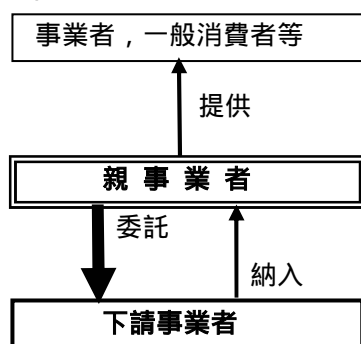 事業者，一般消費者等
提供
親 事 業 者
委託
納入
下請事業者